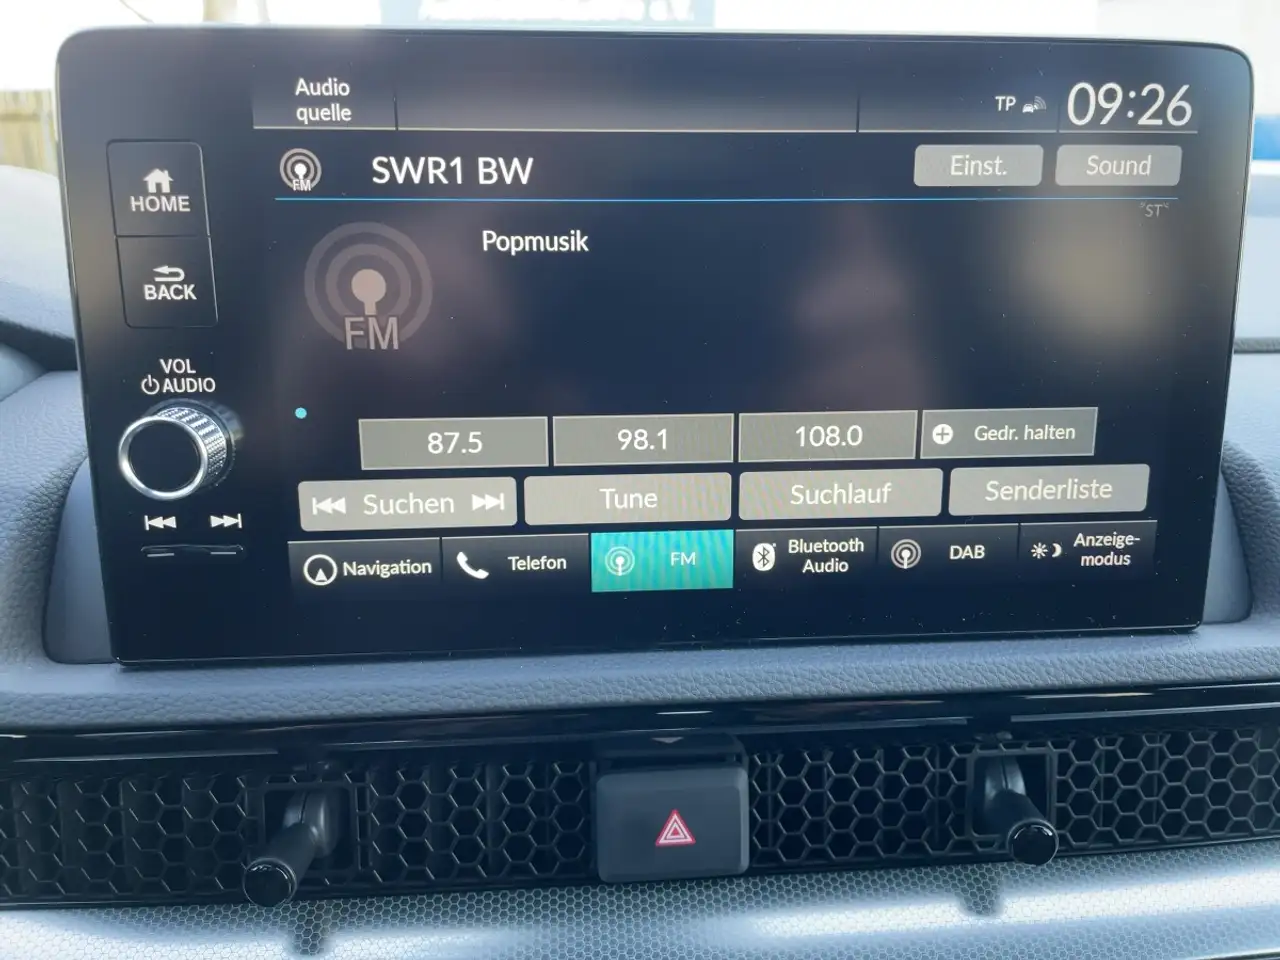 Audio
quelle
TP
09:26
HOME
BACK
VOL
AUDIO
FM
SWR1 BW
Einst.
Sound
ST
Popmusik
FM
87.5
98.1
108.0
Gedr. halten
Suchen
Tune
Suchlauf
Senderliste
Navigation
Telefon
FM
Bluetooth
Audio
DAB
Anzeige-
modus